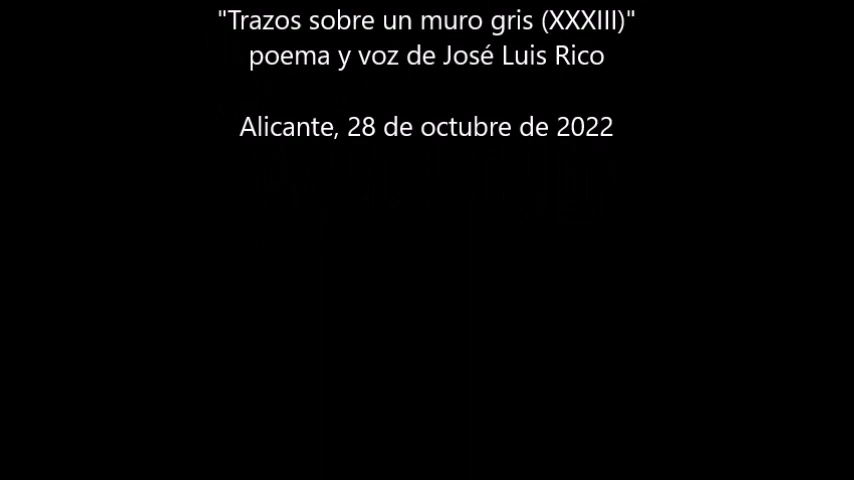 "Trazos sobre un muro gris (XXXIII)"
poema y voz de José Luis Rico
Alicante, 28 de octubre de 2022